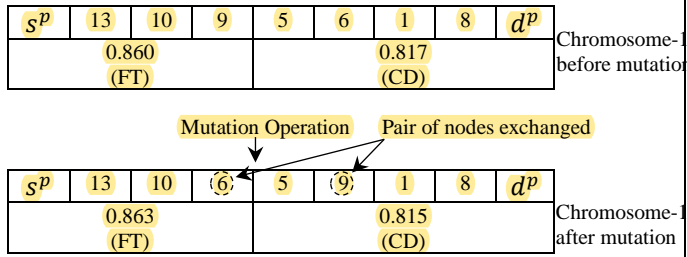 s^p 13 10 9 5 6 1 8 d^p
0.860 0.817
(FT) (CD)
Chromosome-1
before mutation
Mutation Operation Pair of nodes exchanged
s^p 13 10 6 5 9 1 8 d^p
0.863 0.815
(FT) (CD)
Chromosome-1
after mutation